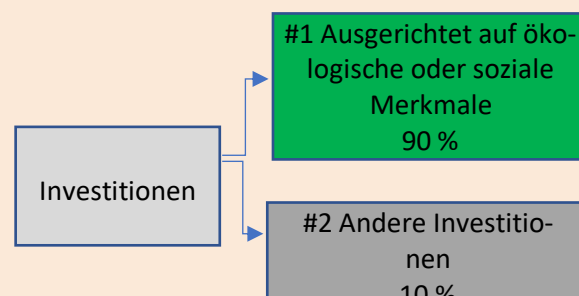 #1 Ausgerichtet auf öko-
logische oder soziale
Merkmale
90 %
Investitionen
#2 Andere Investitio-
nen
10 %